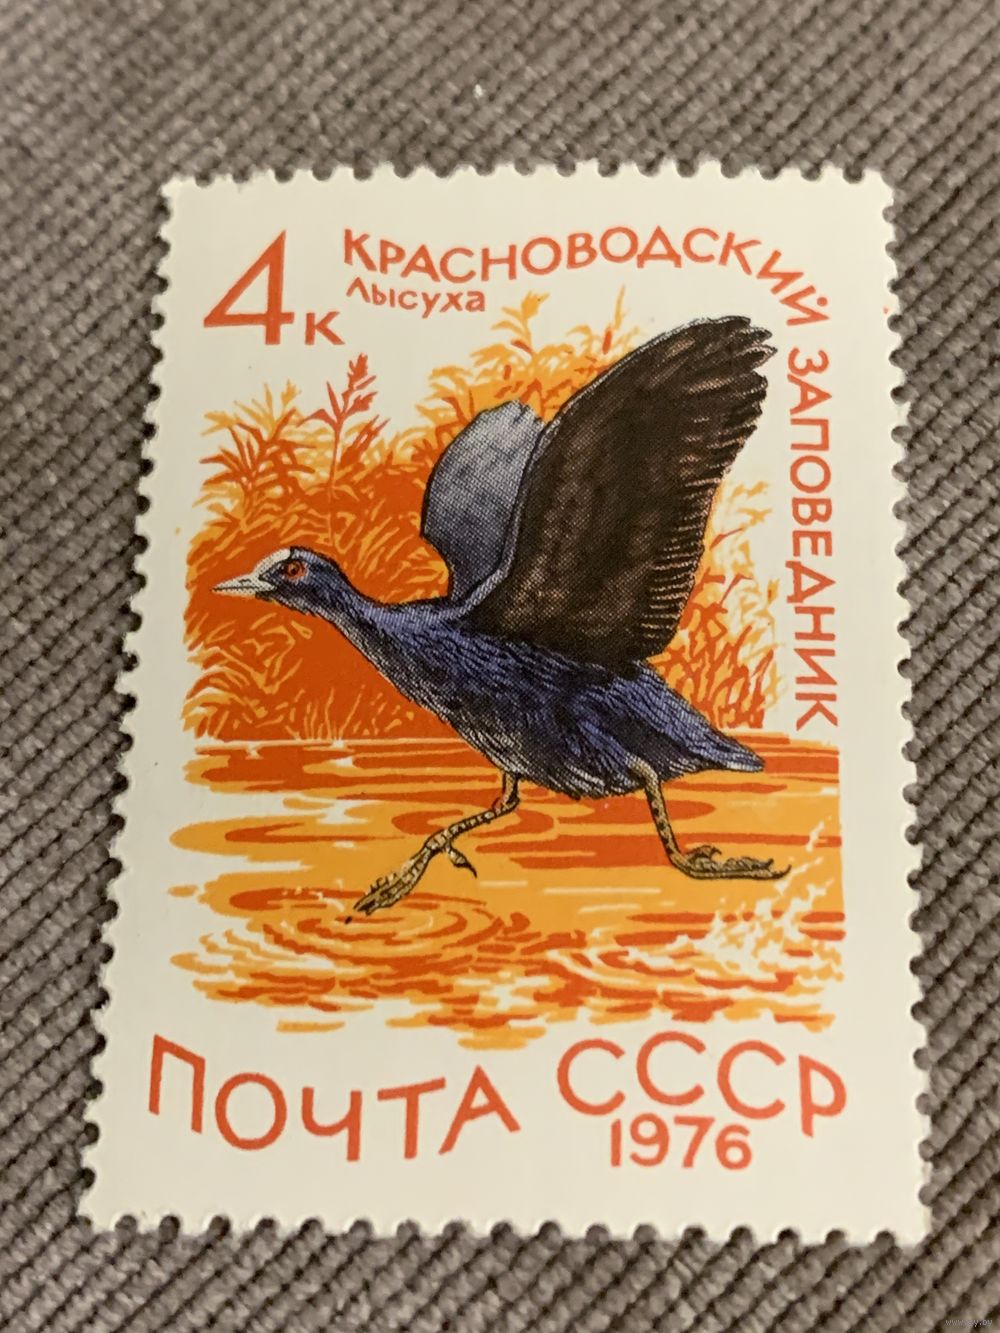 4к
КРАСНОВОДСКИЙ ЗАПОВЕДНИК
лысуха
ПОЧТА СССР
1976